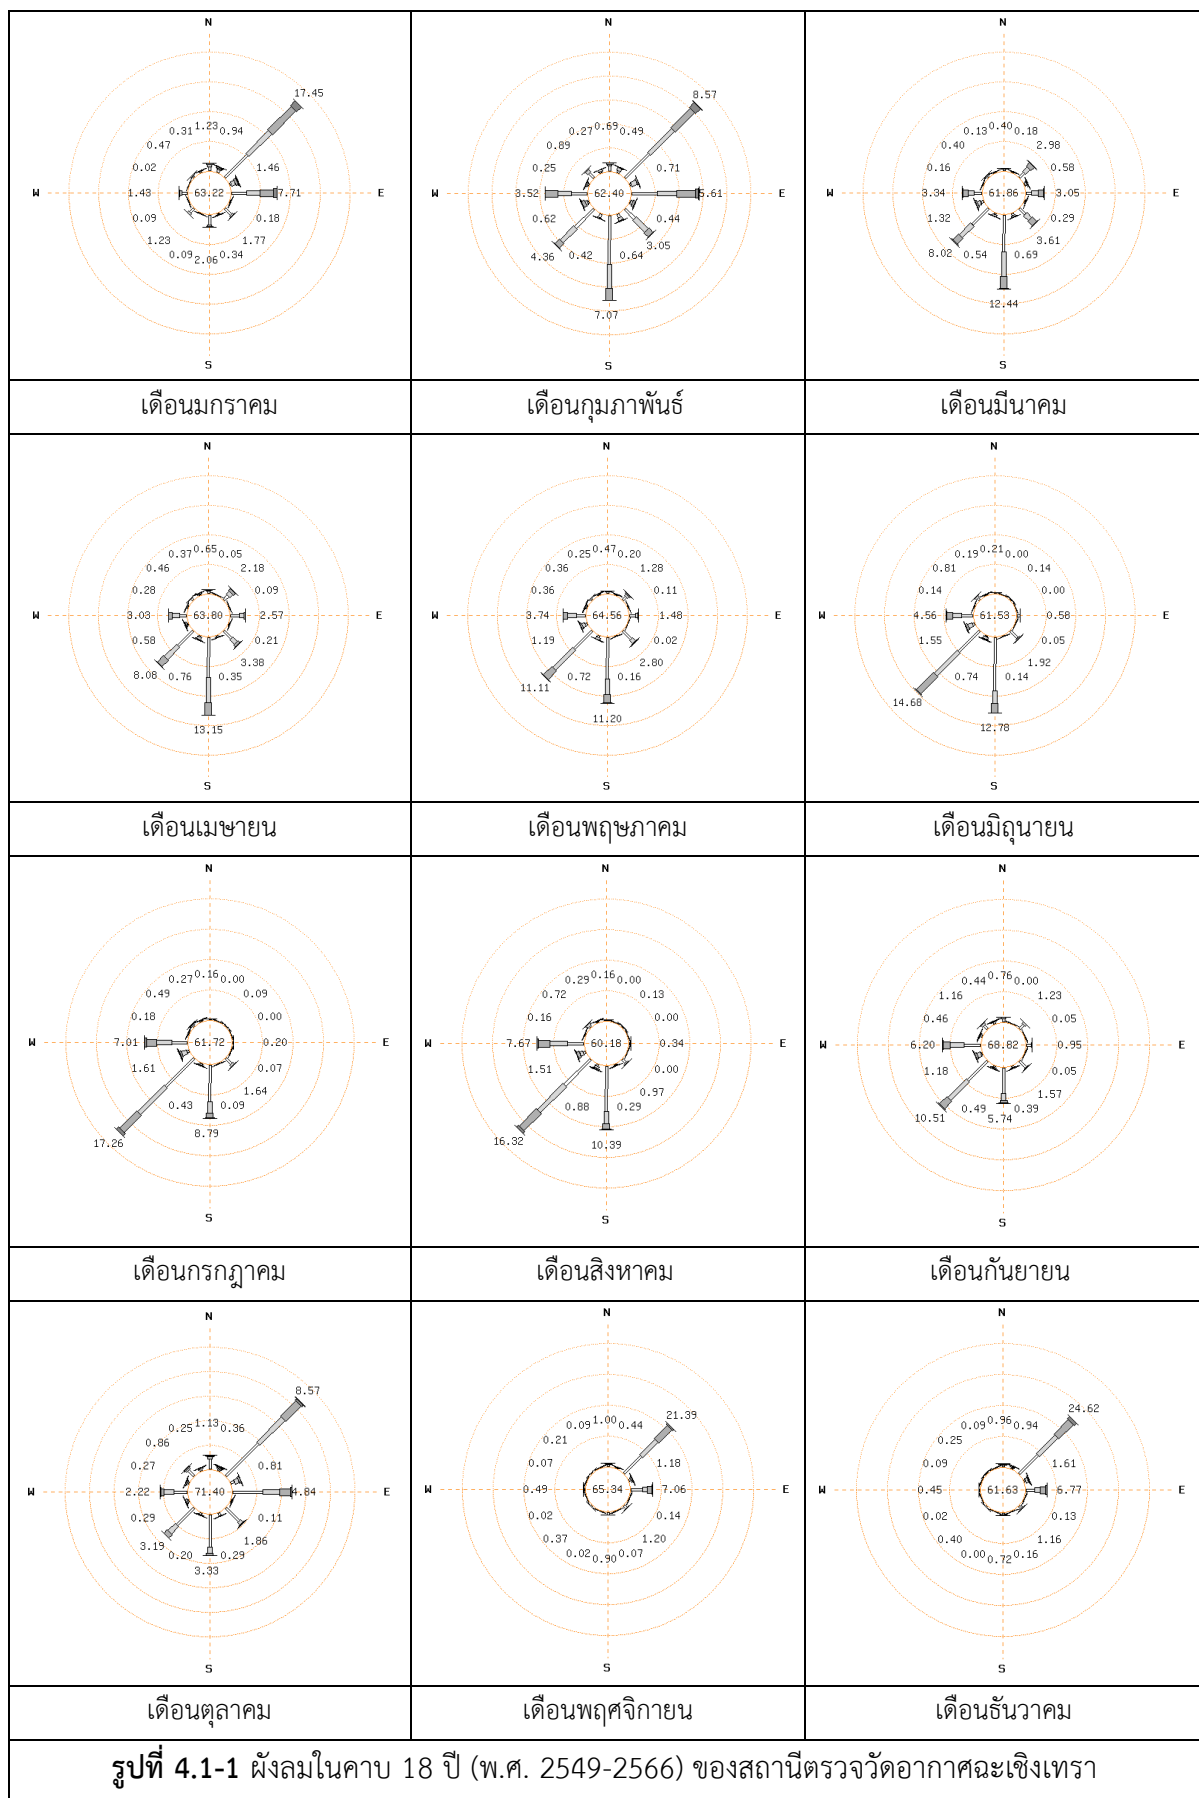 N
17.45
0.31 1.23 0.94
0.47
0.02 1.46
W 1.43 63.22 7.71 E
0.09 0.18
1.23 1.77
0.09 2.06 0.34
S
เดือนมกราคม
N
8.57
0.27 0.69 0.49
0.89
0.25 0.71
W 3.52 62.40 5.61 E
0.62 0.44
4.36 0.42 0.64 3.05
7.07
S
เดือนกุมภาพันธ์
N
0.13 0.40 0.18
0.40 2.98
0.16 0.58
W 3.34 61.86 3.05 E
1.32 0.29
8.02 0.54 0.69 3.61
12.44
S
เดือนมีนาคม
N
0.37 0.65 0.05
0.46 2.18
0.28 0.09
W 3.03 63.80 2.57 E
0.58 0.21
8.08 0.76 0.35 3.38
13.15
S
เดือนเมษายน
N
0.25 0.47 0.20
0.36 1.28
0.36 0.11
W 3.74 64.56 1.48 E
1.19 0.02
11.11 0.72 0.16 2.80
11.20
S
เดือนพฤษภาคม
N
0.19 0.21 0.00
0.81 0.14
0.14 0.00
W 4.56 61.53 0.58 E
1.55 0.05
14.68 0.74 0.14 1.92
12.78
S
เดือนมิถุนายน
N
0.27 0.16 0.00
0.49 0.09
0.18 0.00
W 7.01 61.72 0.20 E
1.61 0.07
17.26 0.43 0.09 1.64
8.79
S
เดือนกรกฎาคม
N
0.29 0.16 0.00
0.72 0.13
0.16 0.00
W 7.67 60.18 0.34 E
1.51 0.00
16.32 0.88 0.29 0.97
10.39
S
เดือนสิงหาคม
N
0.44 0.76 0.00
1.16 1.23
0.46 0.05
W 6.20 68.82 0.95 E
1.18 0.05
10.51 0.49 5.74 0.39 1.57
S
เดือนกันยายน
N
8.57
0.25 1.13 0.36
0.86
0.27 0.81
W 2.22 71.40 4.84 E
0.29 0.11
3.19 0.20 0.29 1.86
3.33
S
เดือนตุลาคม
N
21.39
0.09 1.00 0.44
0.21
0.07 1.18
W 0.49 65.34 7.06 E
0.02 0.14
0.37 1.20
0.02 0.90 0.07
S
เดือนพฤศจิกายน
N
24.62
0.09 0.96 0.94
0.25
0.09 1.61
W 0.45 61.63 6.77 E
0.02 0.13
0.40 1.16
0.00 0.72 0.16
S
เดือนธันวาคม
รูปที่ 4.1-1 ผังลมในคาบ 18 ปี (พ.ศ. 2549-2566) ของสถานีตรวจวัดอากาศฉะเชิงเทรา